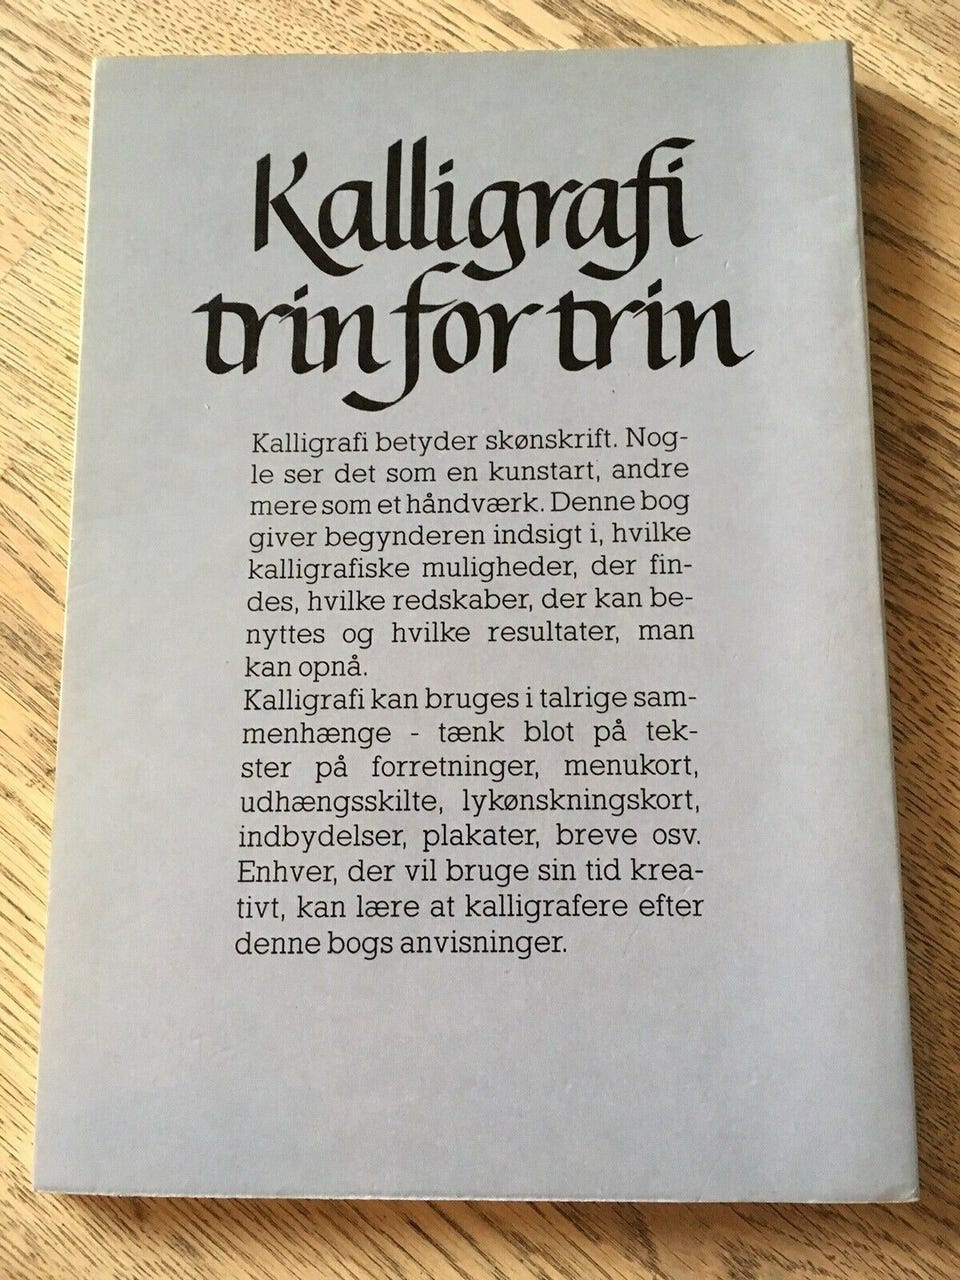 Kalligrafi
trin for trin
Kalligrafi betyder skønskrift. Nog-
le ser det som en kunstart, andre
mere som et håndværk. Denne bog
giver begynderen indsigt i, hvilke
kalligrafiske muligheder, der fin-
des, hvilke redskaber, der kan be-
nyttes og hvilke resultater, man
kan opnå.
Kalligrafi kan bruges i talrige sam-
menhænge - tænk blot på tek-
ster på forretninger, menukort,
udhængsskilte, lykønskningskort,
indbydelser, plakater, breve osv.
Enhver, der vil bruge sin tid krea-
tivt, kan lære at kalligrafere efter
denne bogs anvisninger.